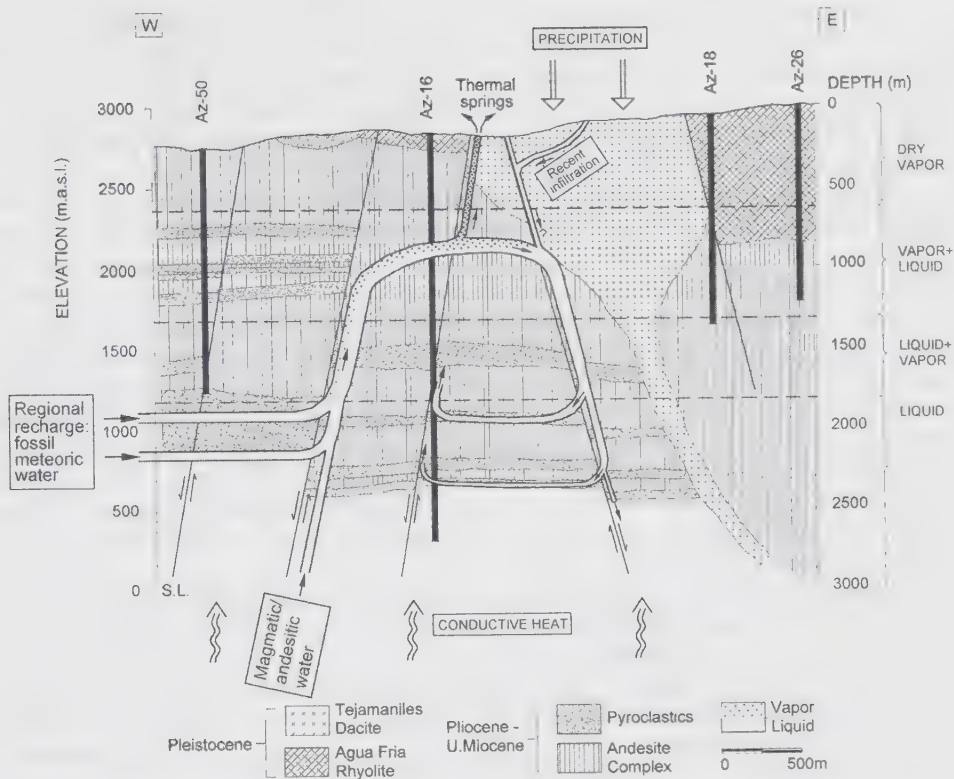 W
E
PRECIPITATION
Az-50
Az-16
Az-18
Az-26
Thermal
springs
DEPTH (m)
ELEVATION (m.a.s.l.)
3000
2500
2000
1500
1000
500
0 S.L.
Recent
infiltration
0
500
1000
1500
2000
2500
3000
DRY
VAPOR
VAPOR+
LIQUID
LIQUID+
VAPOR
LIQUID
Regional
recharge:
fossil
meteoric
water
Magmatic/
andesitic
water
CONDUCTIVE HEAT
Pleistocene
Tejamaniles
Dacite
Agua Fria
Rhyolite
Pliocene -
U.Miocene
Pyroclastics
Andesite
Complex
Vapor
Liquid
0 500m